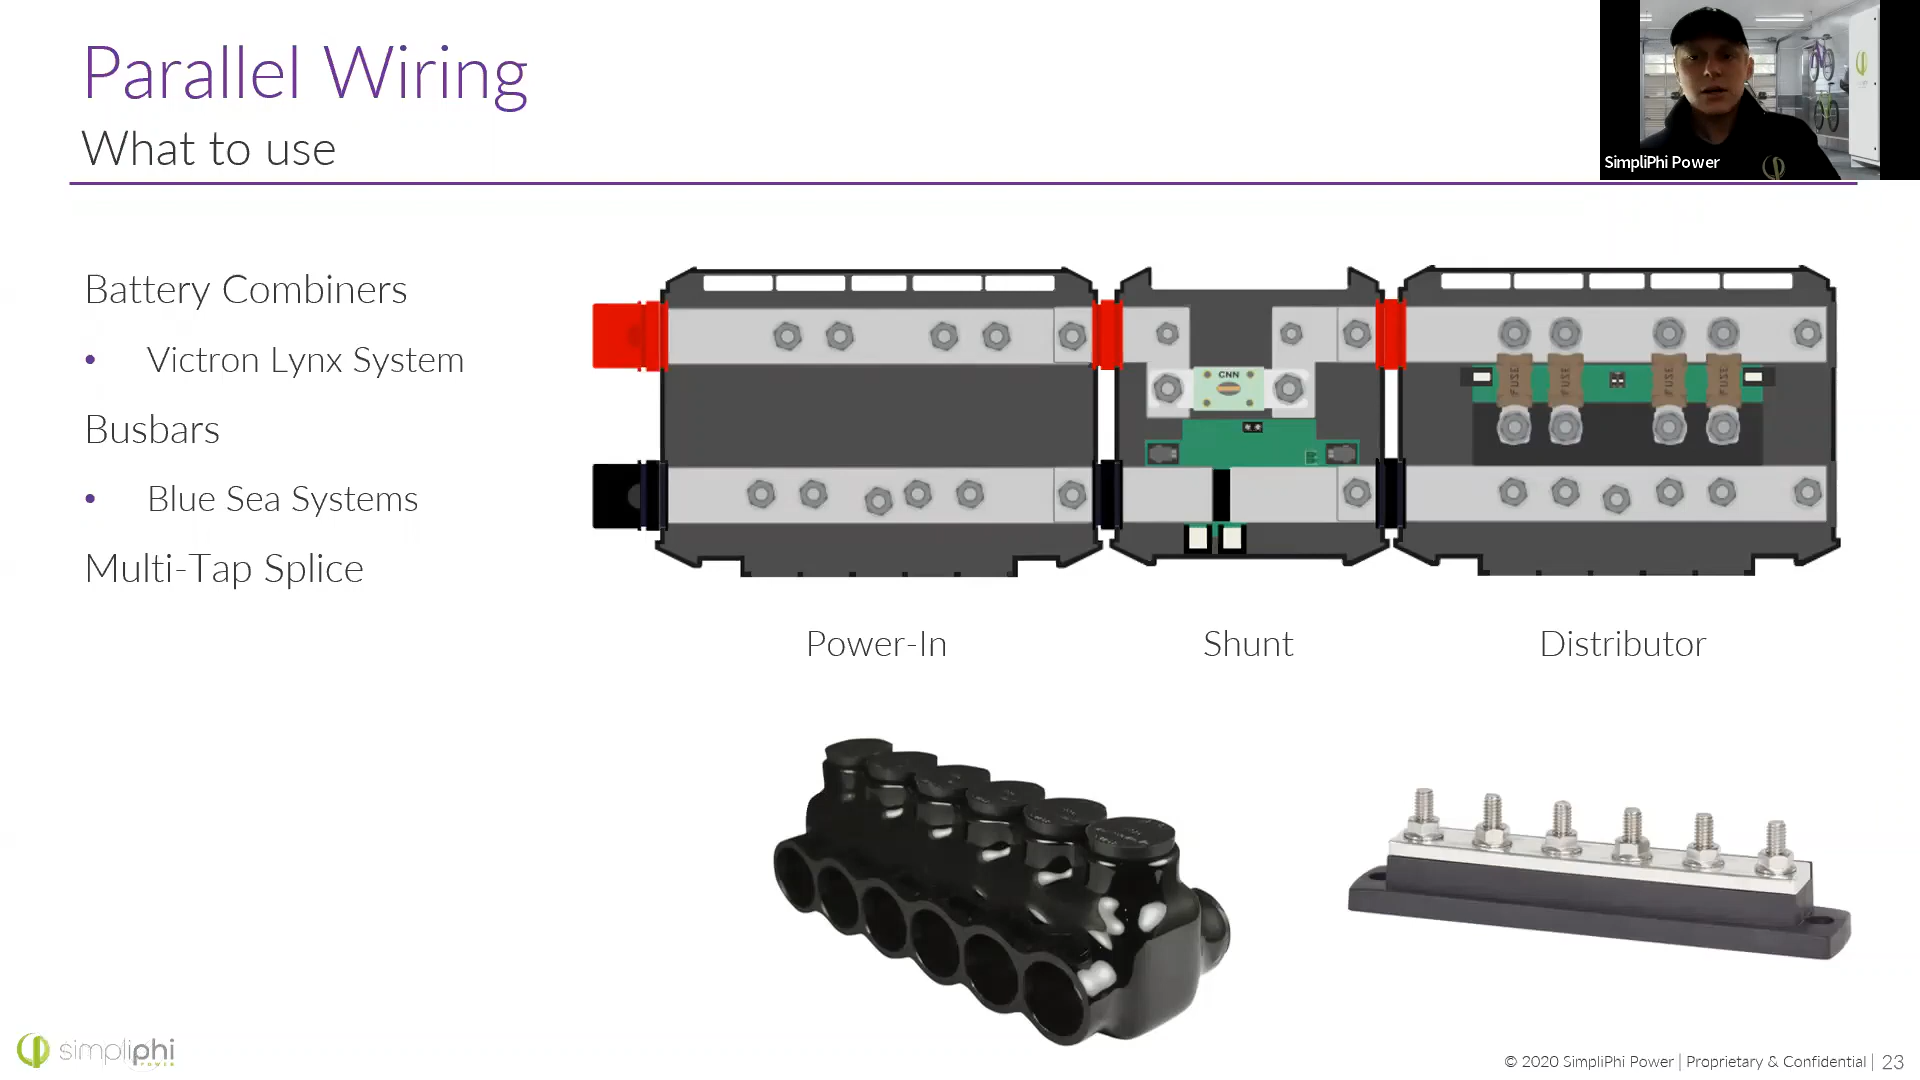 Parallel Wiring
What to use
SimpliPhi Power
Battery Combiners
• Victron Lynx System
Busbars
• Blue Sea Systems
Multi-Tap Splice
CNN
FUSE FUSE FUSE FUSE
Power-In Shunt Distributor
simpliphi
POWER
© 2020 SimpliPhi Power | Proprietary & Confidential | 23